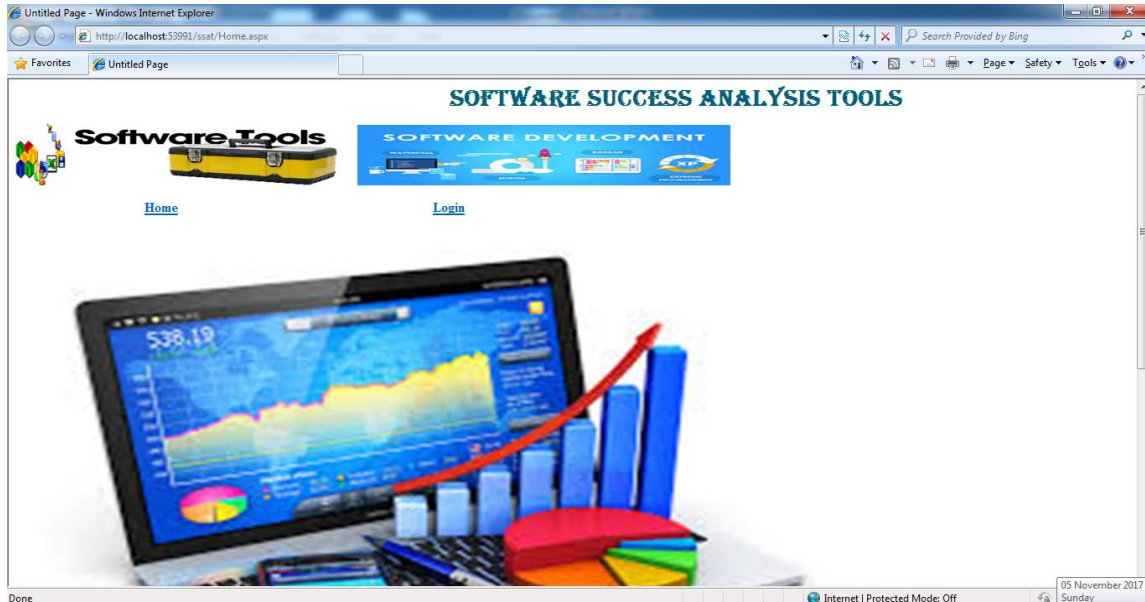 Untitled Page - Windows Internet Explorer
http://localhost:53991/ssat/Home.aspx
Search Provided by Bing
Favorites
Untitled Page
Page
Safety
Tools
SOFTWARE SUCCESS ANALYSIS TOOLS
Software Tools
SOFTWARE DEVELOPMENT
XP
Home
Login
538.19
Done
Internet | Protected Mode: Off
05 November 2017
Sunday